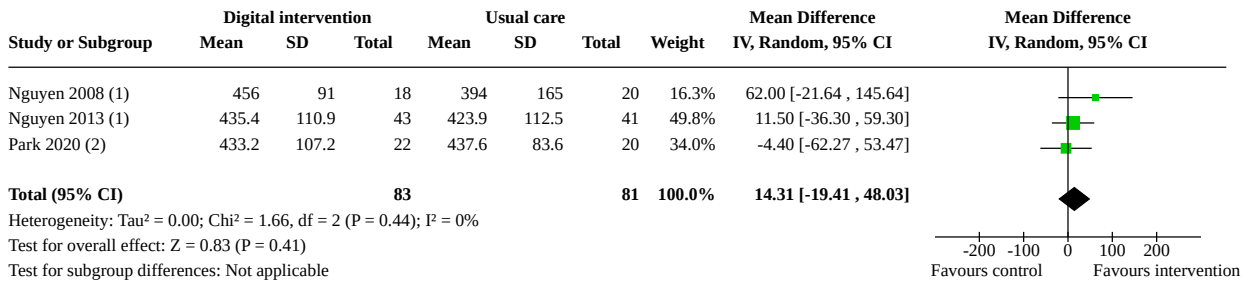 Digital intervention Usual care Mean Difference Mean Difference
Study or Subgroup Mean SD Total Mean SD Total Weight IV, Random, 95% CI IV, Random, 95% CI
Nguyen 2008 (1) 456 91 18 394 165 20 16.3% 62.00 [-21.64 , 145.64]
Nguyen 2013 (1) 435.4 110.9 43 423.9 112.5 41 49.8% 11.50 [-36.30 , 59.30]
Park 2020 (2) 433.2 107.2 22 437.6 83.6 20 34.0% -4.40 [-62.27 , 53.47]
Total (95% CI) 83 81 100.0% 14.31 [-19.41 , 48.03]
Heterogeneity: Tau² = 0.00; Chi² = 1.66, df = 2 (P = 0.44); I² = 0%
Test for overall effect: Z = 0.83 (P = 0.41)
-200 -100 0 100 200
Test for subgroup differences: Not applicable Favours control Favours intervention